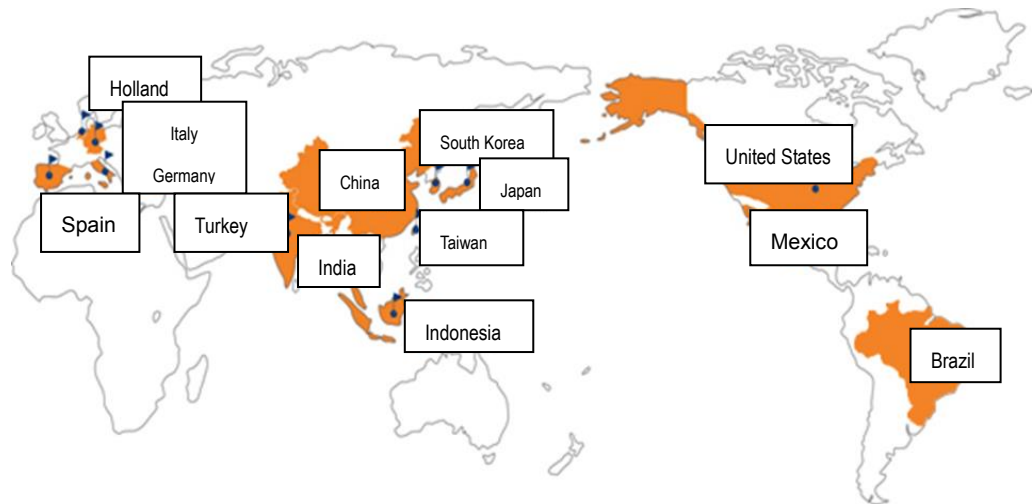 Holland
Italy
Germany
South Korea
China
Japan
United States
Spain
Turkey
Taiwan
Mexico
India
Indonesia
Brazil